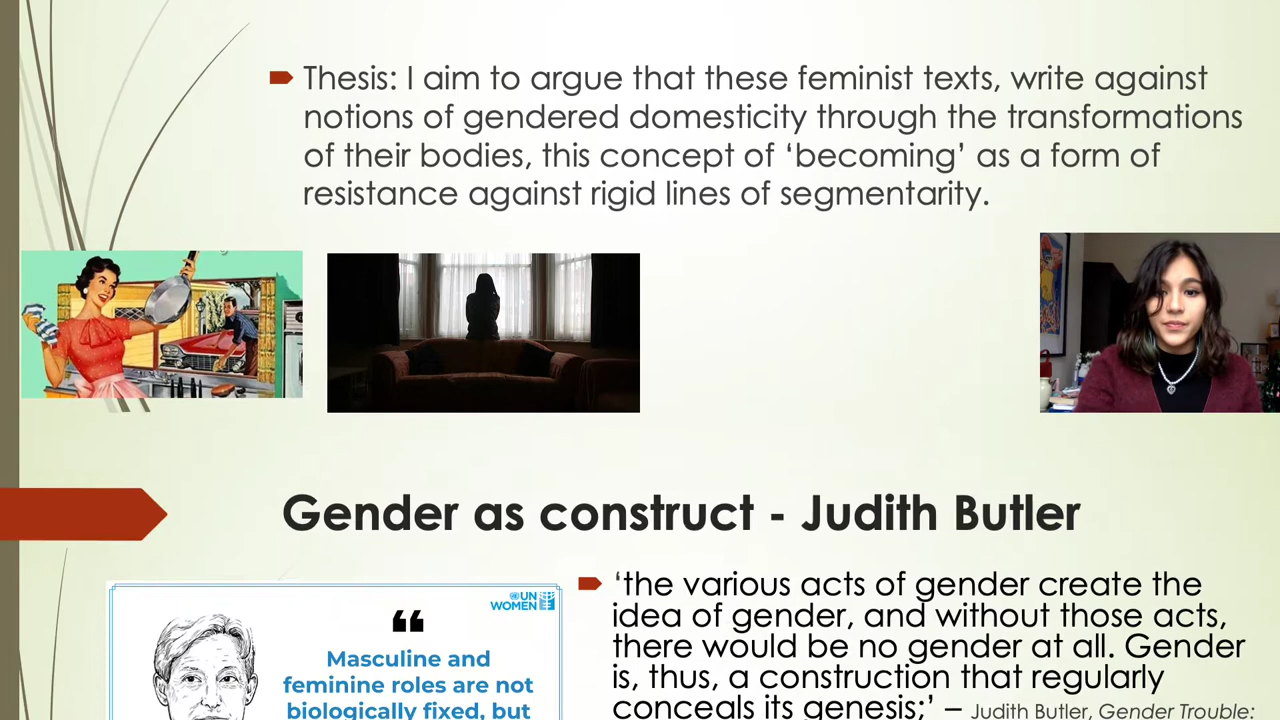 Thesis: I aim to argue that these feminist texts, write against
notions of gendered domesticity through the transformations
of their bodies, this concept of ‘becoming’ as a form of
resistance against rigid lines of segmentarity.
Gender as construct - Judith Butler
UN
WOMEN
“
Masculine and
feminine roles are not
biologically fixed, but
‘the various acts of gender create the
idea of gender, and without those acts,
there would be no gender at all. Gender
is, thus, a construction that regularly
conceals its genesis;’ – Judith Butler, Gender Trouble: